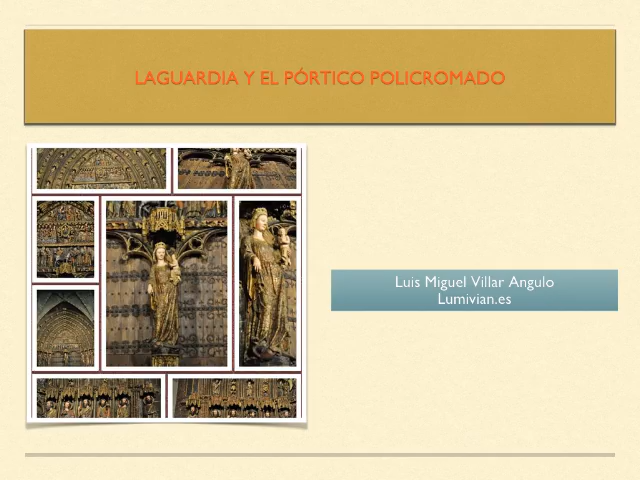 LAGUARDIA Y EL PÓRTICO POLICROMADO
Luis Miguel Villar Angulo
Lumivian.es